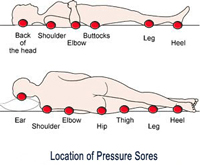 Back of the head
Shoulder
Elbow
Buttocks
Leg
Heel
Ear
Shoulder
Elbow
Hip
Thigh
Leg
Heel
Location of Pressure Sores